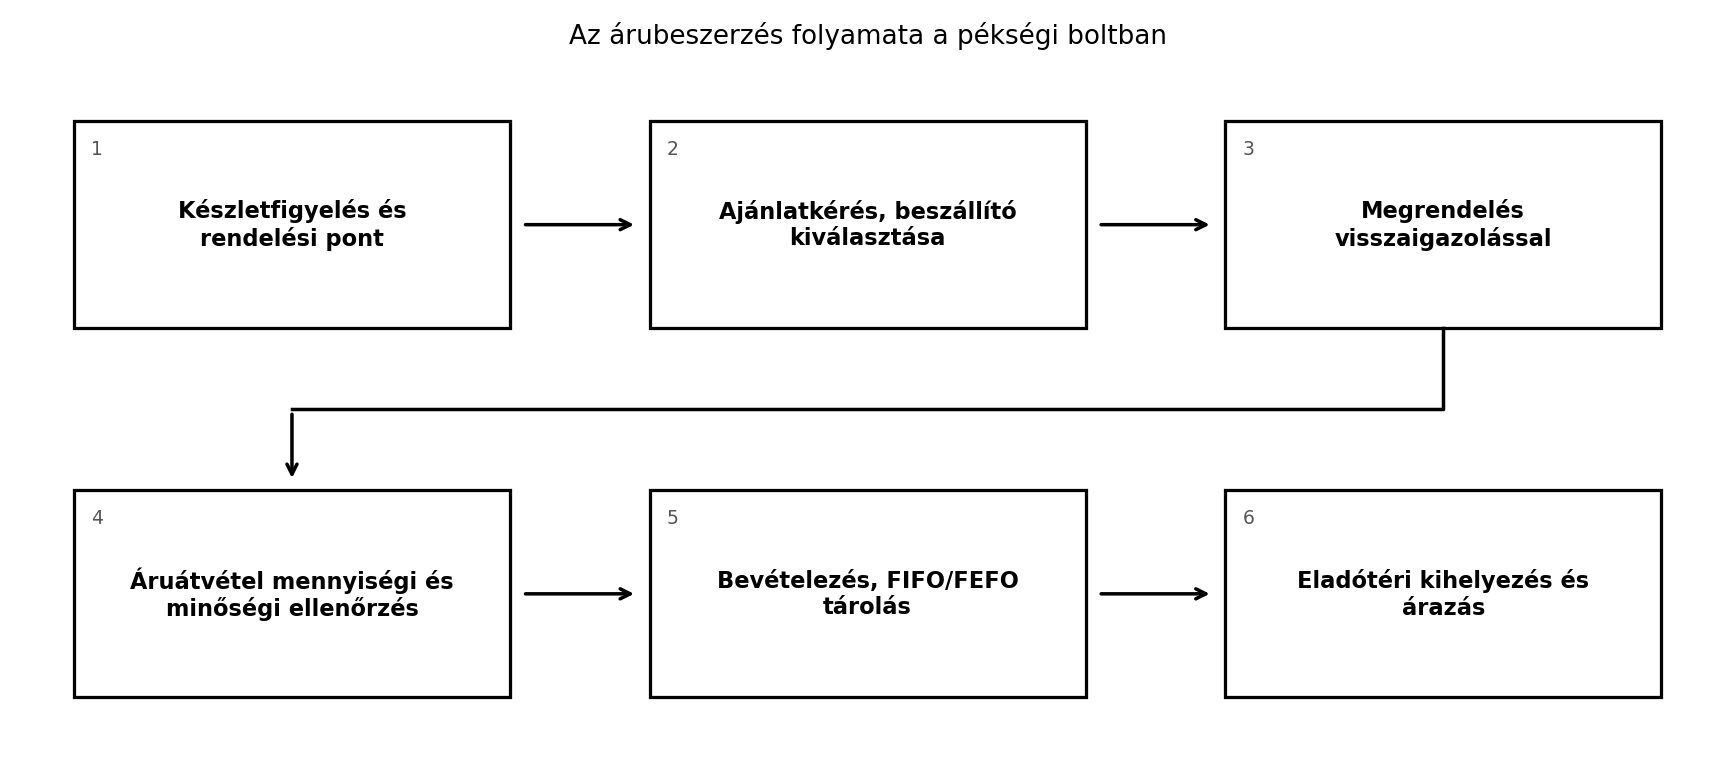 Az árubeszerzés folyamata a pékségi boltban
1
Készletfigyelés és
rendelési pont
2
Ajánlatkérés, beszállító
kiválasztása
3
Megrendelés
visszaigazolással
4
Áruátvétel mennyiségi és
minőségi ellenőrzés
5
Bevételezés, FIFO/FEFO
tárolás
6
Eladótéri kihelyezés és
árazás